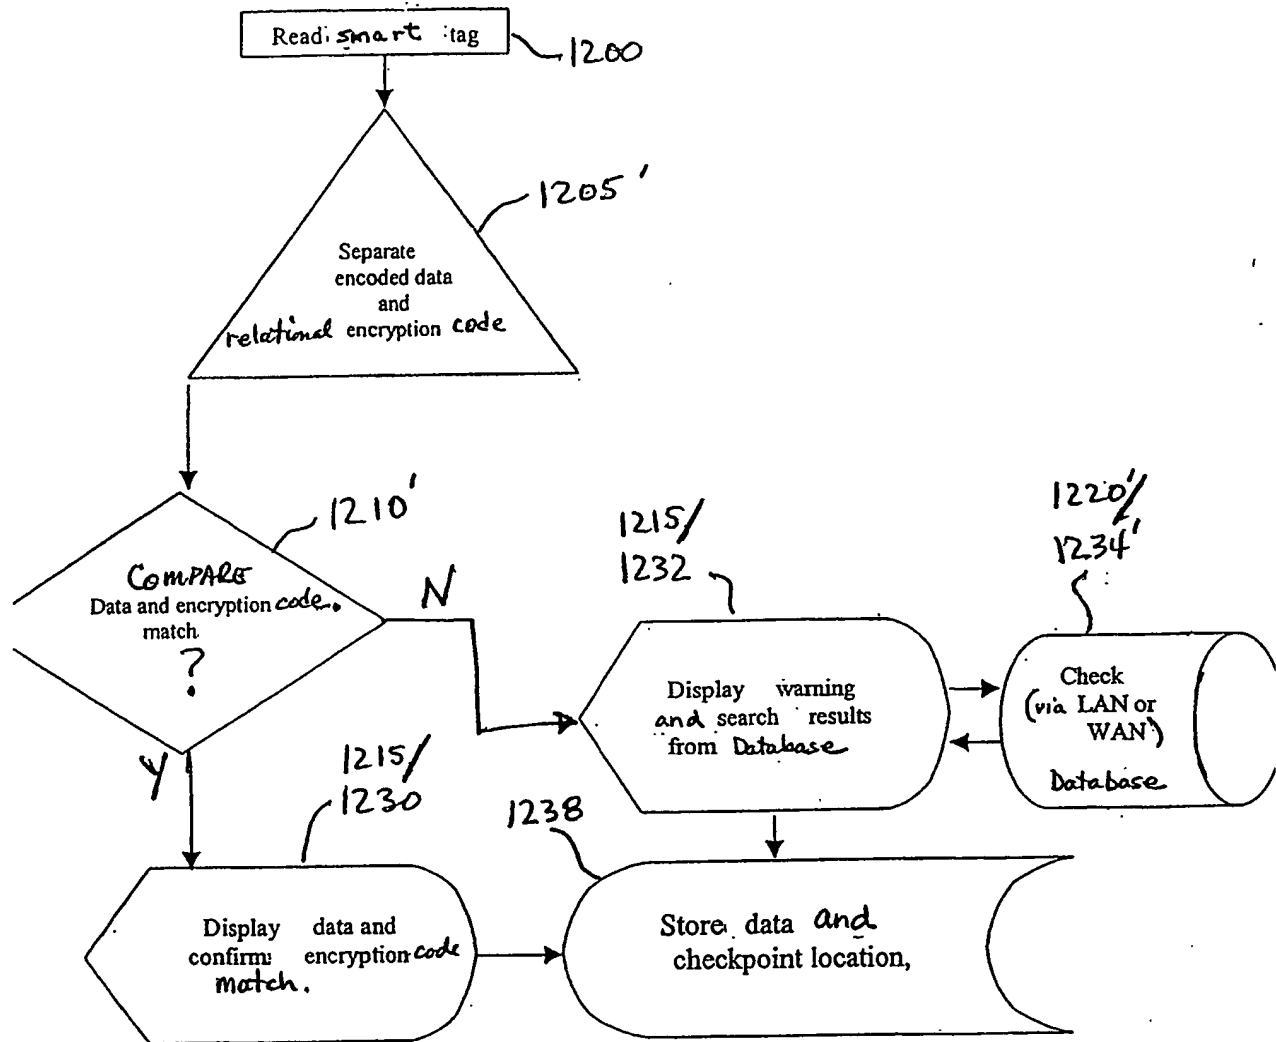 Read smart tag
1200
1205'
Separate
encoded data
and
relational encryption code
1210'
COMPARE
Data and encryption code.
match
?
N
Y
1215/
1232
1220'/
1234'
Display warning
and search results
from Database
Check
(via LAN or
WAN)
Database
1215/
1230
1238
Display data and
confirm encryption code
match.
Store data and
checkpoint location,